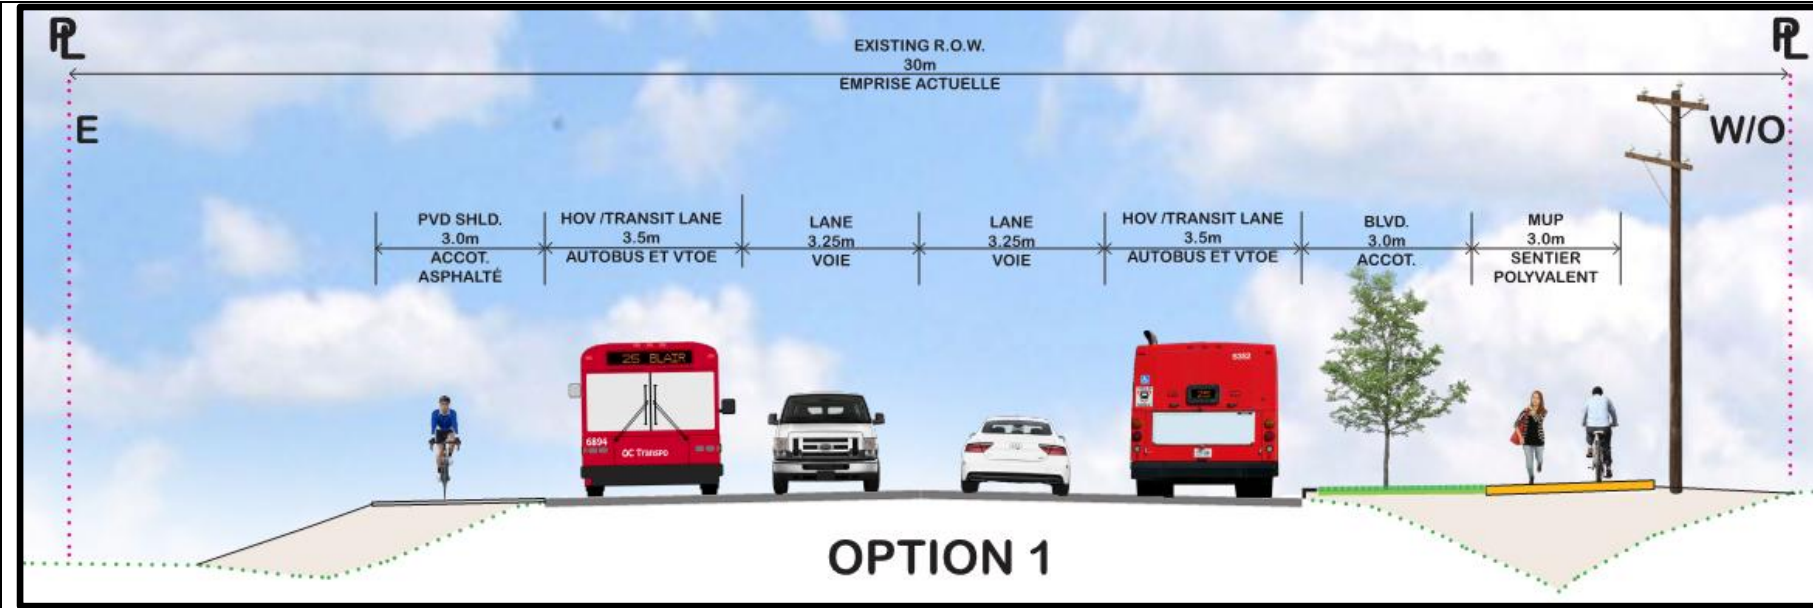 PL
PL
EXISTING R.O.W.
30m
EMPRISE ACTUELLE
E
W/O
PVD SHLD.
3.0m
ACCOT.
ASPHALTÉ
HOV /TRANSIT LANE
3.5m
AUTOBUS ET VTOE
LANE
3.25m
VOIE
LANE
3.25m
VOIE
HOV /TRANSIT LANE
3.5m
AUTOBUS ET VTOE
BLVD.
3.0m
ACCOT.
MUP
3.0m
SENTIER
POLYVALENT
25 BLAIR
6894
OC Transpo
OPTION 1